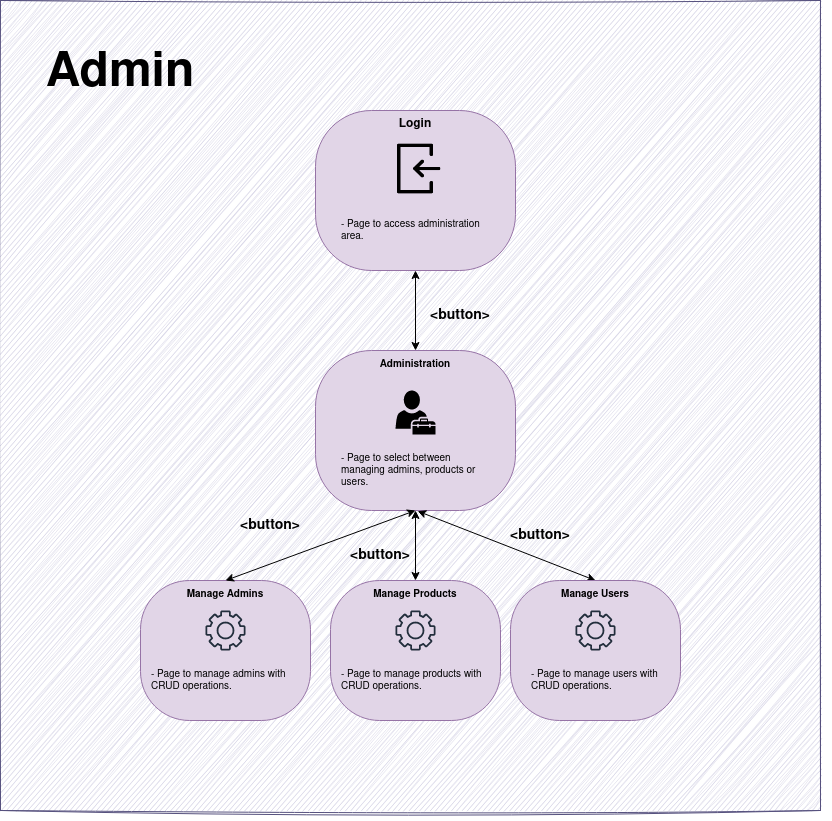 Admin
Login
- Page to access administration
area.
<button>
Administration
- Page to select between
managing admins, products or
users.
<button>
<button>
<button>
Manage Admins
- Page to manage admins with
CRUD operations.
Manage Products
- Page to manage products with
CRUD operations.
Manage Users
- Page to manage users with
CRUD operations.